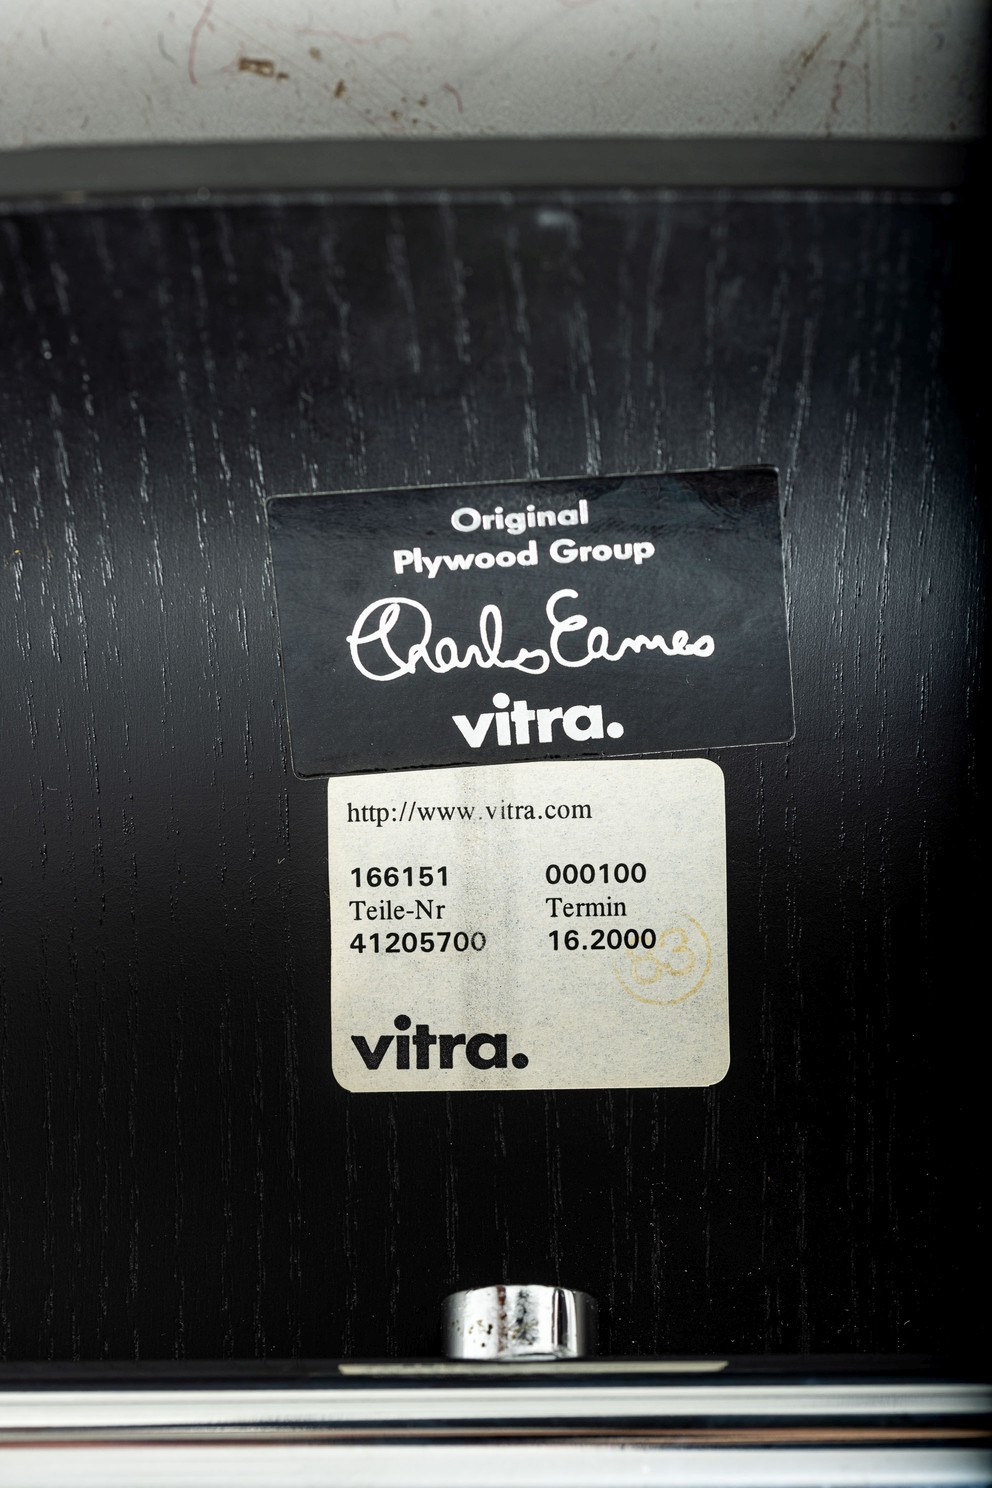 Original
Plywood Group
Charles Eames
vitra.
http://www.vitra.com
166151 000100
Teile-Nr Termin
41205700 16.2000
83
vitra.